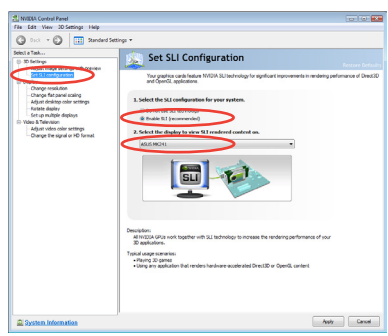 NVIDIA Control Panel
File Edit View 3D Settings Help
Back Standard Settings
Select a Task...
3D Settings
Set SLI configuration
Change resolution
Change flat panel scaling
Adjust desktop color settings
Rotate display
Set up multiple displays
Video & Television
Adjust video color settings
Change the signal or HD format
Set SLI Configuration
Restore Defaults
Your graphics cards feature NVIDIA SLI technology for significant improvements in rendering performance of Direct3D
and OpenGL applications.
1. Select the SLI configuration for your system.
Enable SLI (recommended)
2. Select the display to view SLI rendered content on.
ASUS MK241
SLI
Description:
All NVIDIA GPUs work together with SLI technology to increase the rendering performance of your
3D applications.
Typical usage scenarios:
• Playing 3D games
• Using any application that renders hardware-accelerated Direct3D or OpenGL content
System Information
Apply Cancel